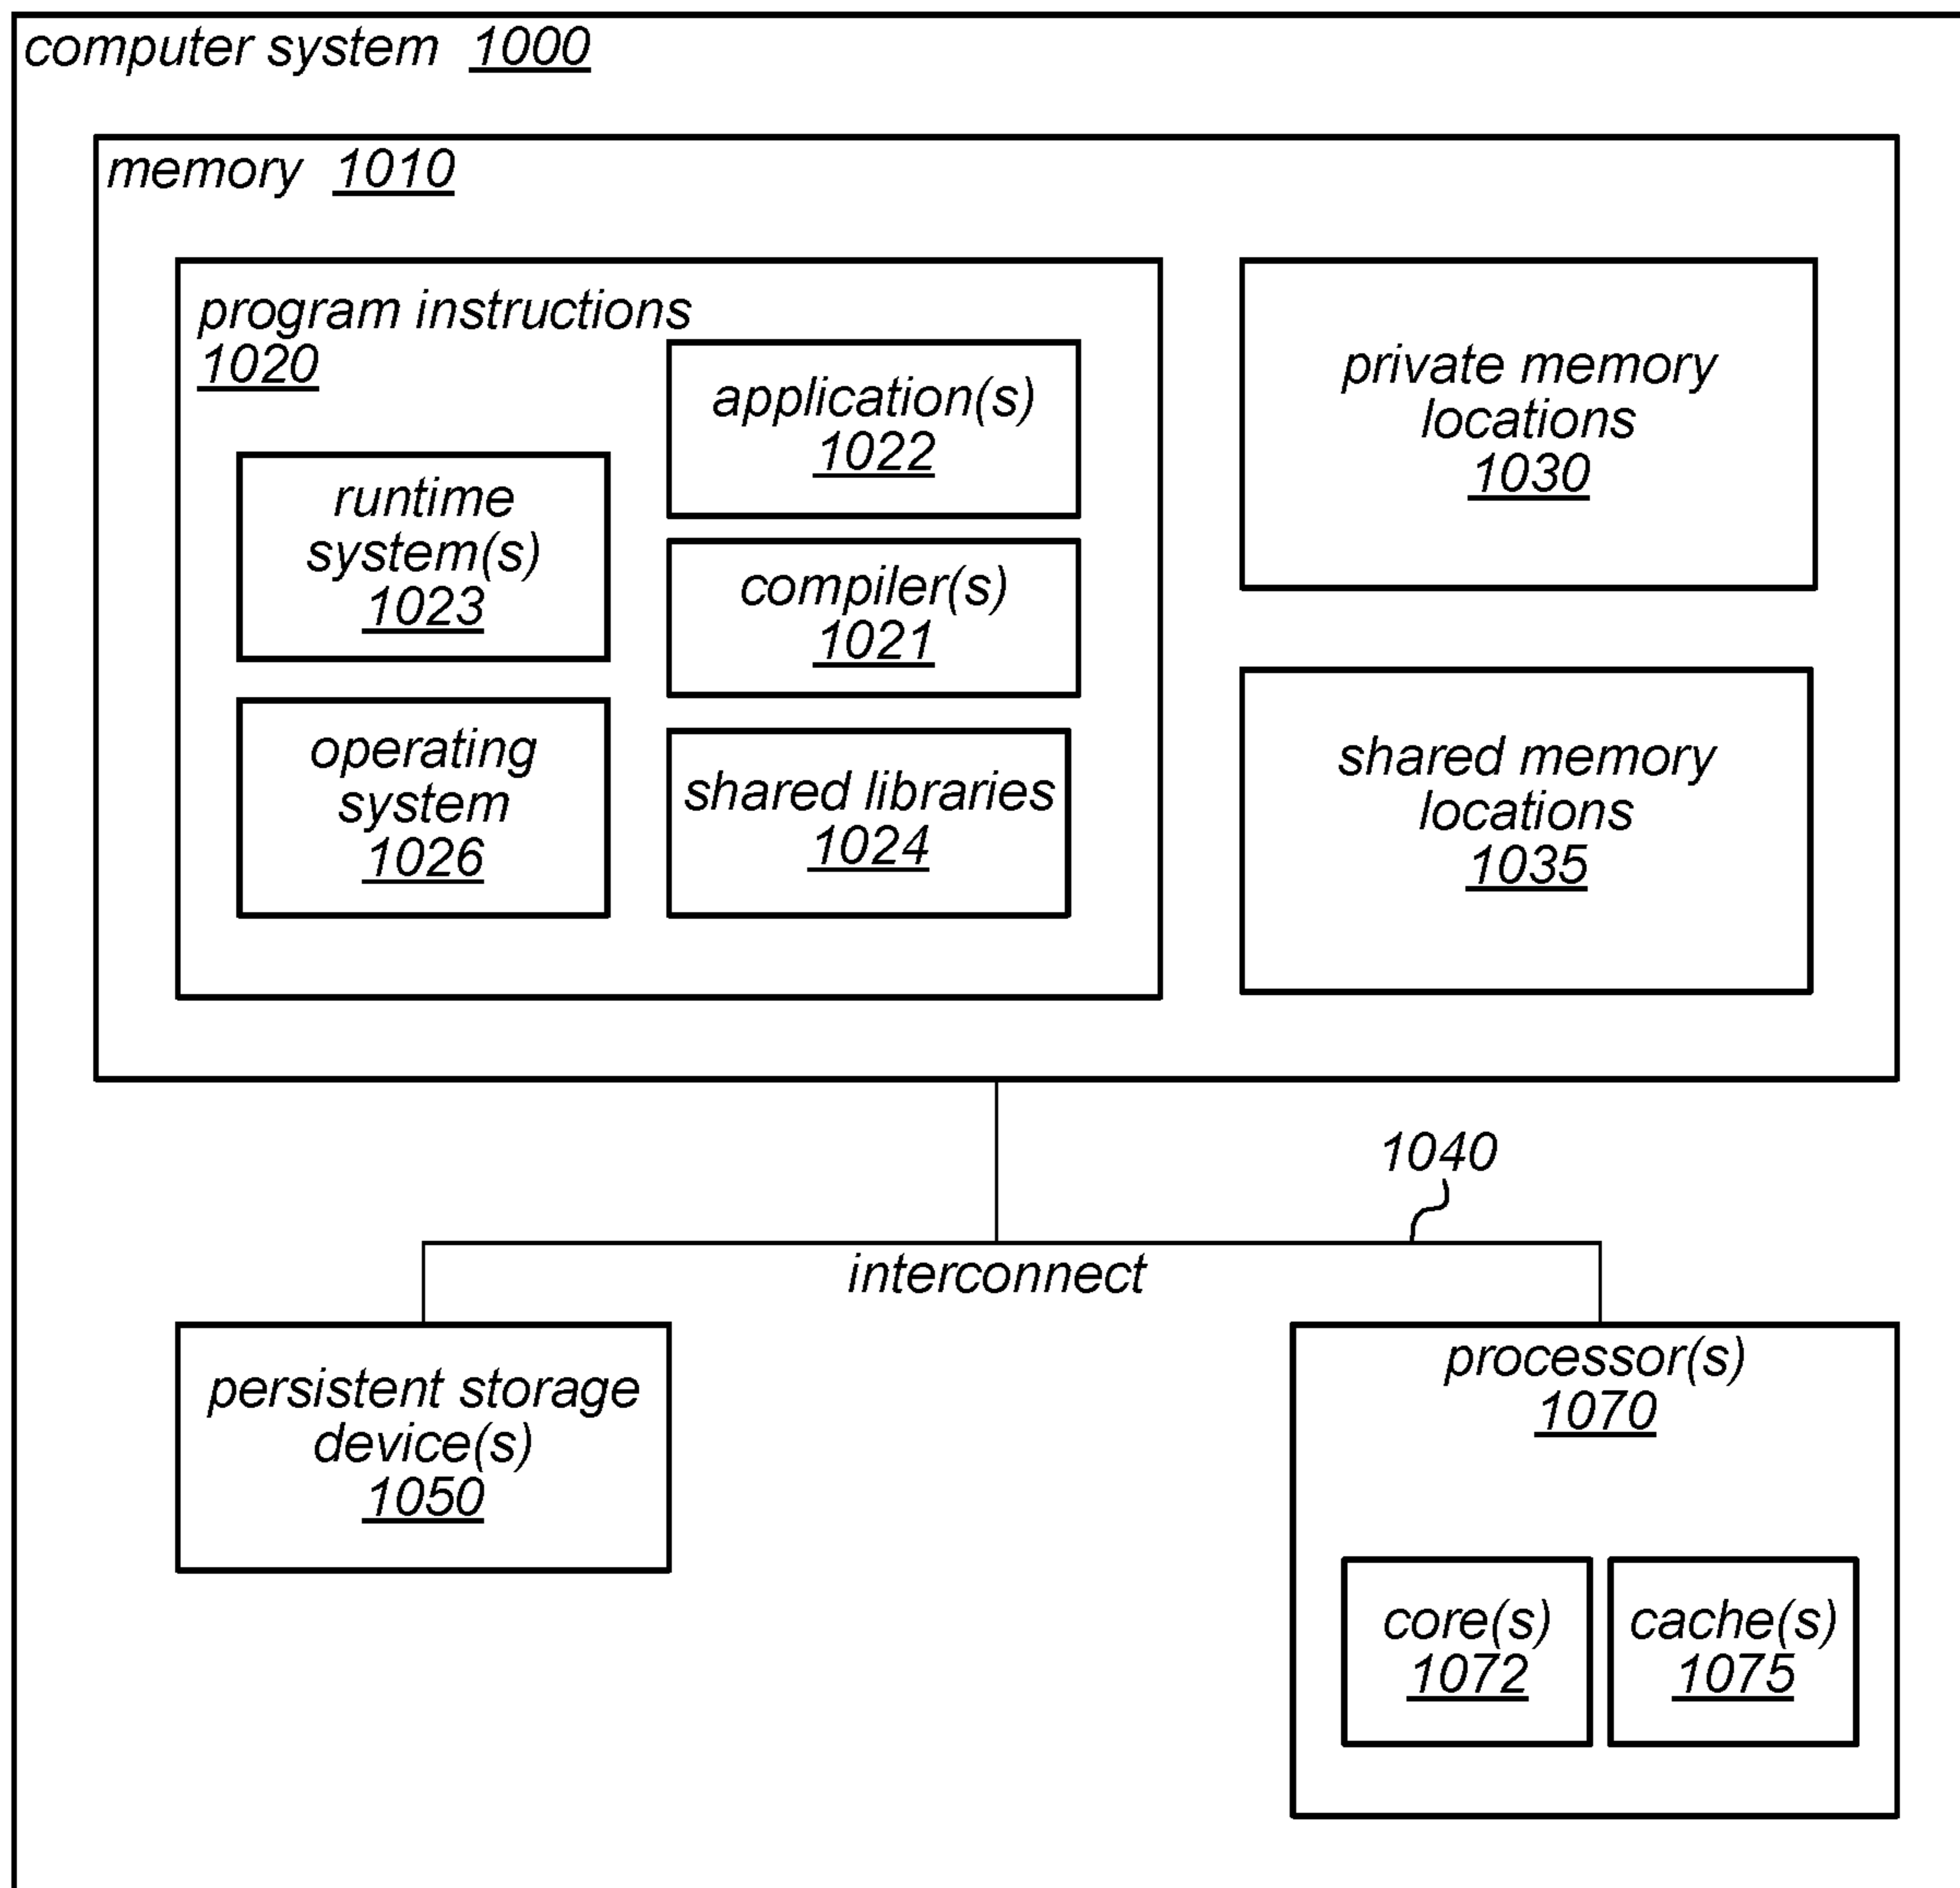 computer system 1000
memory 1010
program instructions
1020
application(s)
1022
runtime
system(s)
1023
compiler(s)
1021
operating
system
1026
shared libraries
1024
private memory
locations
1030
shared memory
locations
1035
1040
interconnect
persistent storage
device(s)
1050
processor(s)
1070
core(s)
1072
cache(s)
1075